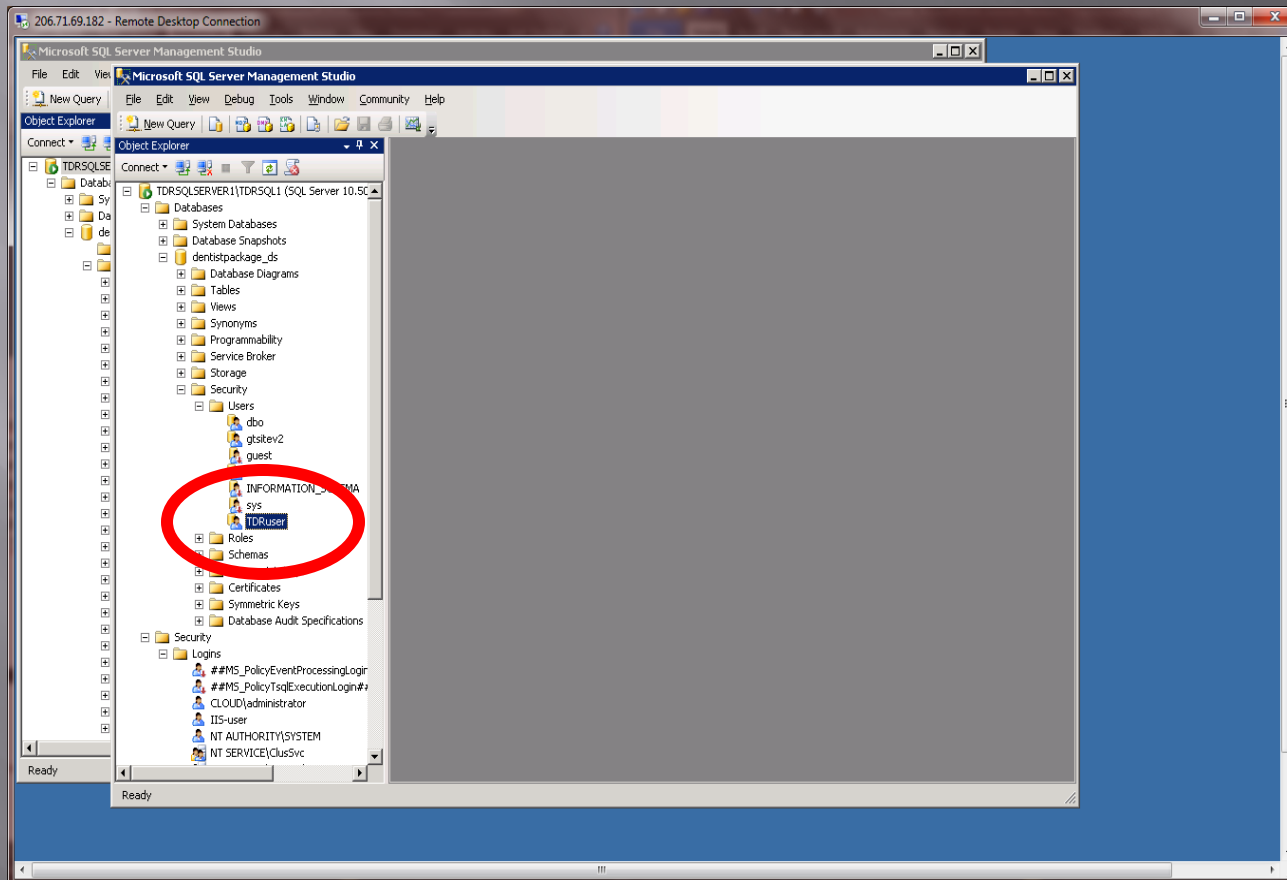 206.71.69.182 - Remote Desktop Connection
Microsoft SQL Server Management Studio
File Edit
New Query
Object Explorer
Connect
TDRSQLSE
Ready
Microsoft SQL Server Management Studio
File Edit View Debug Tools Window Community Help
New Query
Object Explorer
Connect
TDRSQLSERVER1\TDRSQL1 (SQL Server 10.50
Databases
System Databases
Database Snapshots
dentistpackage_ds
Database Diagrams
Tables
Views
Synonyms
Programmability
Service Broker
Storage
Security
Users
dbo
gtsitev2
guest
INFORMATION_SCHEMA
sys
TDRuser
Roles
Schemas
Certificates
Symmetric Keys
Database Audit Specifications
Security
Logins
##MS_PolicyEventProcessingLogin
##MS_PolicyTsqlExecutionLogin##
CLOUD\administrator
IIS-user
NT AUTHORITY\SYSTEM
NT SERVICE\ClusSvc
Ready